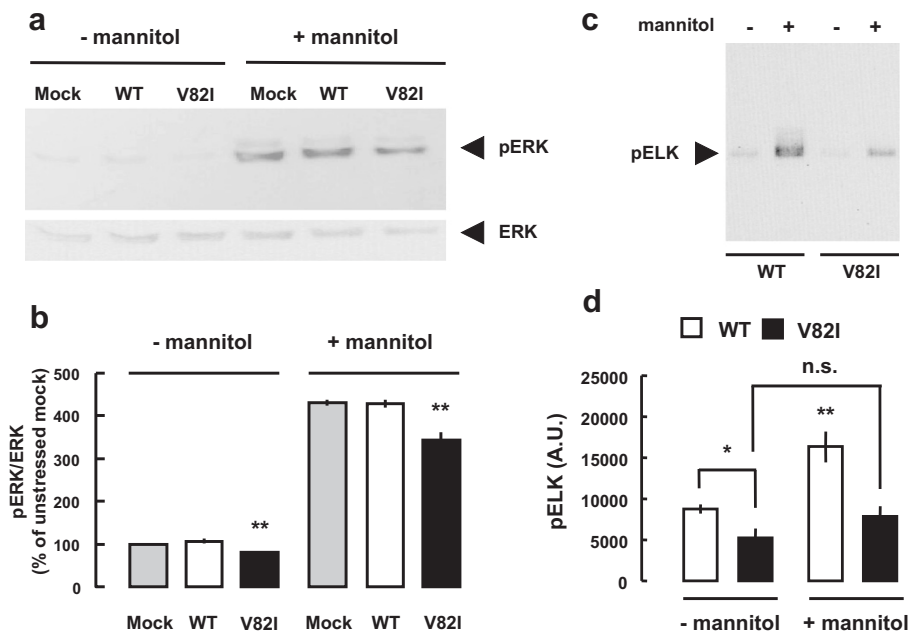 a
- mannitol + mannitol
Mock WT V82I Mock WT V82I
pERK
ERK
b
- mannitol + mannitol
pERK/ERK
(% of unstressed mock)
500
400
300
200
100
0
**
**
Mock WT V82I Mock WT V82I
c
mannitol - + - +
pELK
WT V82I
d
WT V82I
pELK (A.U.)
25000
20000
15000
10000
5000
0
n.s.
*
**
- mannitol + mannitol